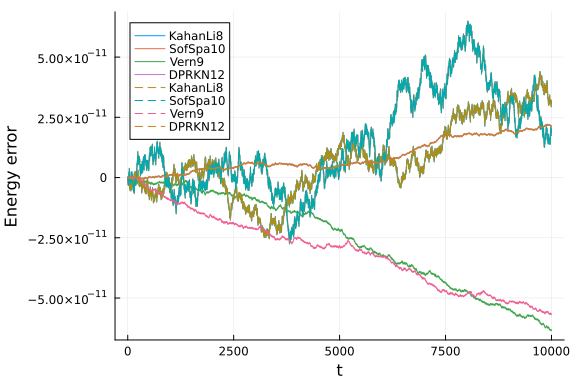 5.00×10⁻¹¹
2.50×10⁻¹¹
0
−2.50×10⁻¹¹
−5.00×10⁻¹¹
Energy error
KahanLi8
SofSpa10
Vern9
DPRKN12
KahanLi8
SofSpa10
Vern9
DPRKN12
0 2500 5000 7500 10000
t